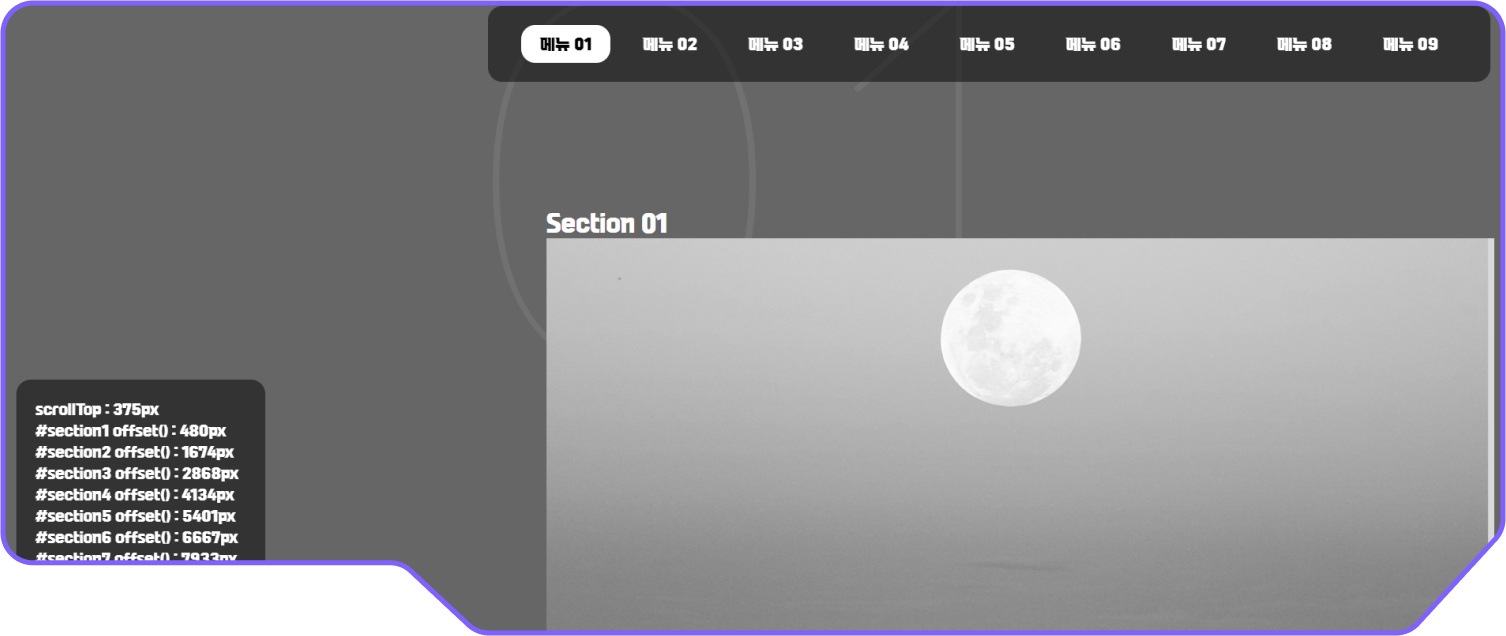 메뉴 01 메뉴 02 메뉴 03 메뉴 04 메뉴 05 메뉴 06 메뉴 07 메뉴 08 메뉴 09
01
Section 01
scrollTop : 375px
#section1 offset() : 480px
#section2 offset() : 1674px
#section3 offset() : 2868px
#section4 offset() : 4134px
#section5 offset() : 5401px
#section6 offset() : 6667px
#section7 offset() : 7933px